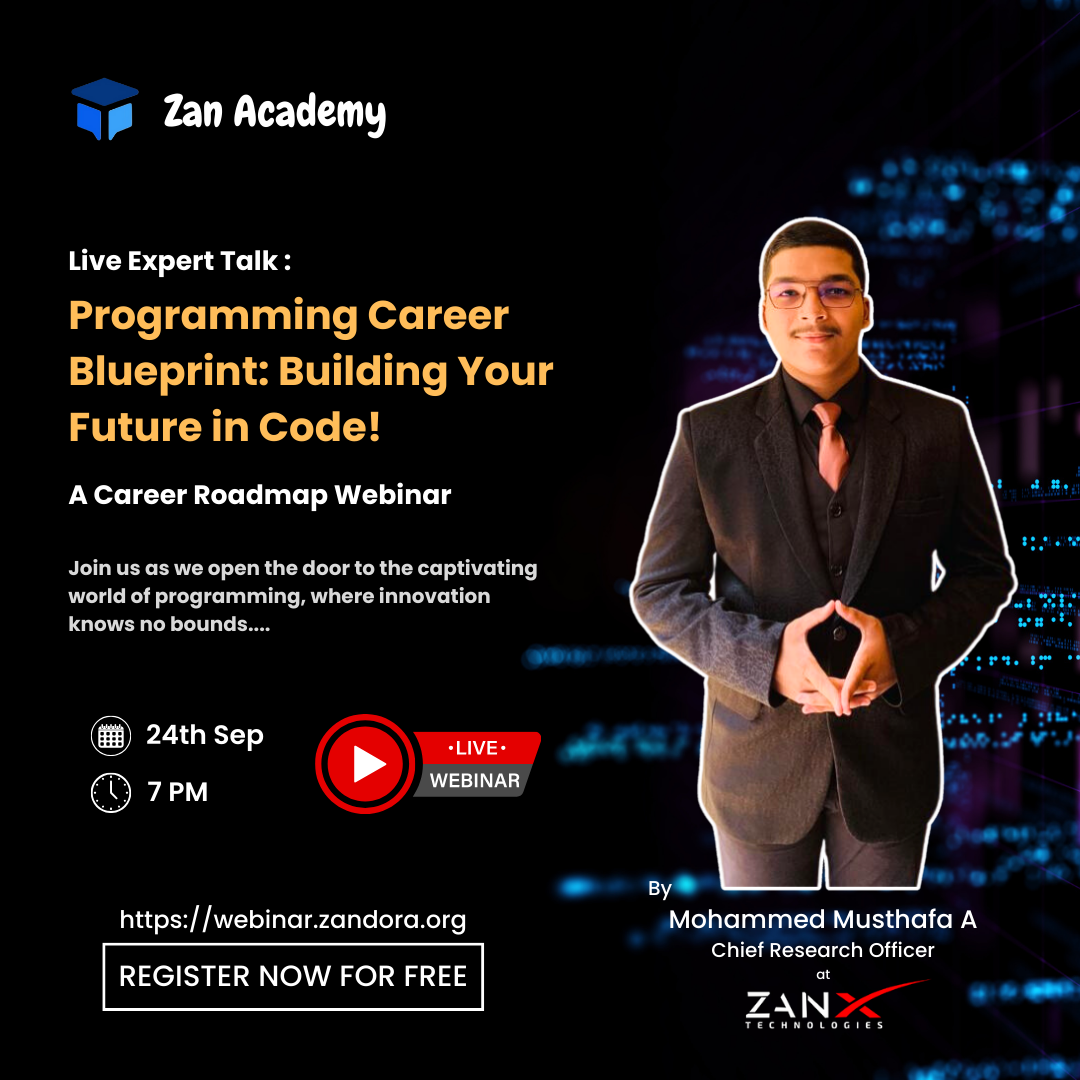 Zan Academy
Live Expert Talk :
Programming Career
Blueprint: Building Your
Future in Code!
A Career Roadmap Webinar
Join us as we open the door to the captivating
world of programming, where innovation
knows no bounds....
24th Sep
7 PM
•LIVE•
WEBINAR
https://webinar.zandora.org
REGISTER NOW FOR FREE
By
Mohammed Musthafa A
Chief Research Officer
at
ZANX
TECHNOLOGIES